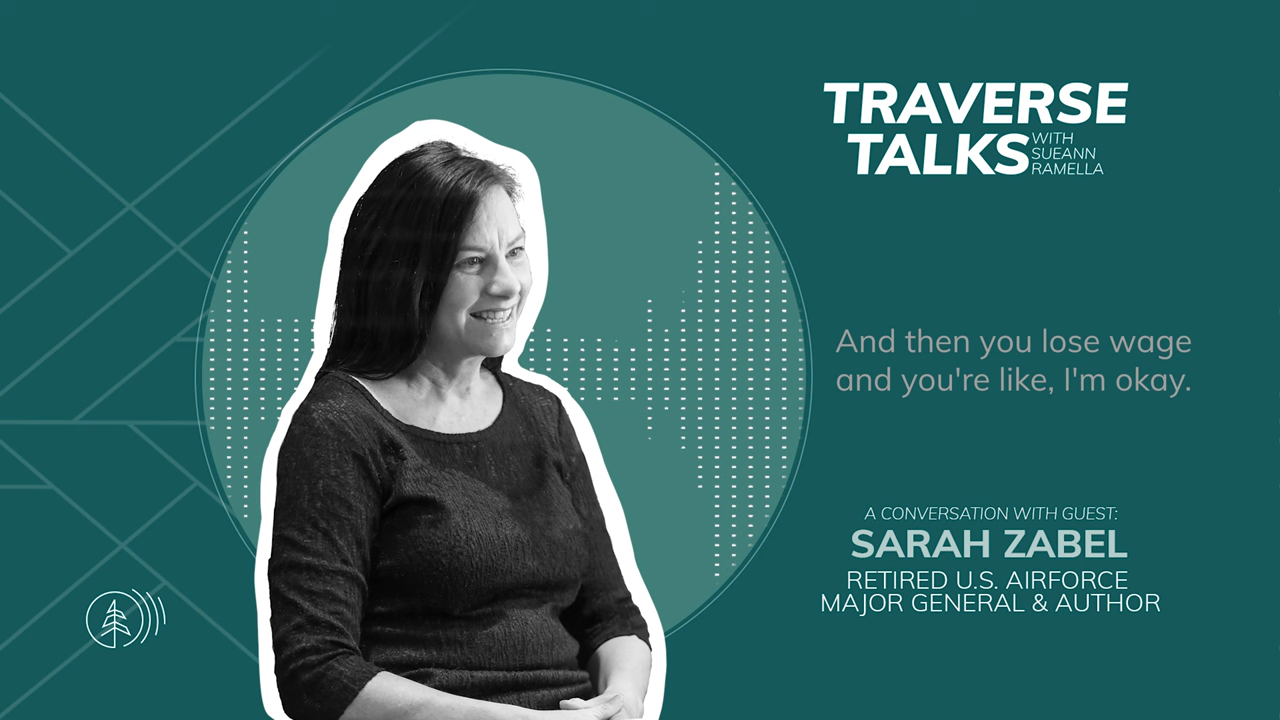 TRAVERSE
TALKS WITH
SUEANN
RAMELLA
And then you lose wage
and you're like, I'm okay.
A CONVERSATION WITH GUEST:
SARAH ZABEL
RETIRED U.S. AIRFORCE
MAJOR GENERAL & AUTHOR